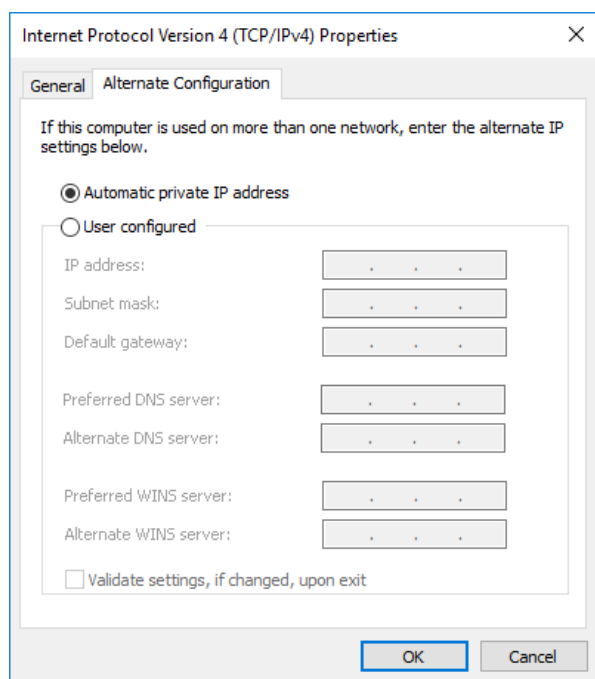 Internet Protocol Version 4 (TCP/IPv4) Properties
General
Alternate Configuration
If this computer is used on more than one network, enter the alternate IP
settings below.
Automatic private IP address
User configured
IP address:
Subnet mask:
Default gateway:
Preferred DNS server:
Alternate DNS server:
Preferred WINS server:
Alternate WINS server:
Validate settings, if changed, upon exit
OK
Cancel